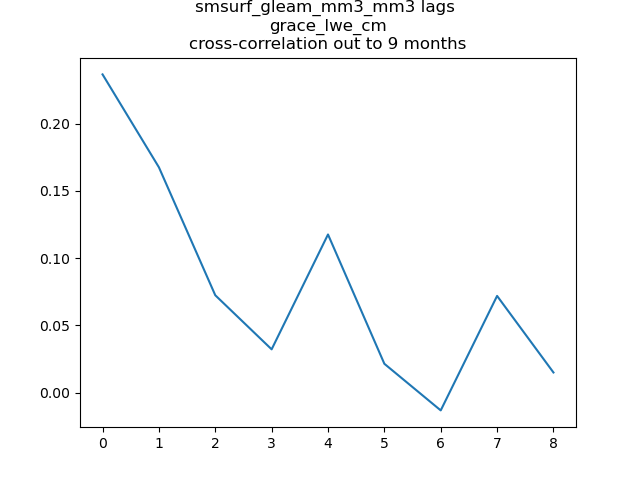 smsurf_gleam_mm3_mm3 lags
grace_lwe_cm
cross-correlation out to 9 months
0.20
0.15
0.10
0.05
0.00
0 1 2 3 4 5 6 7 8